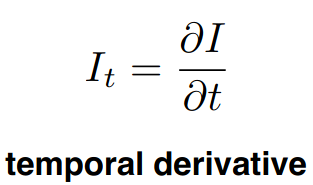 I_t = ∂I/∂t
temporal derivative